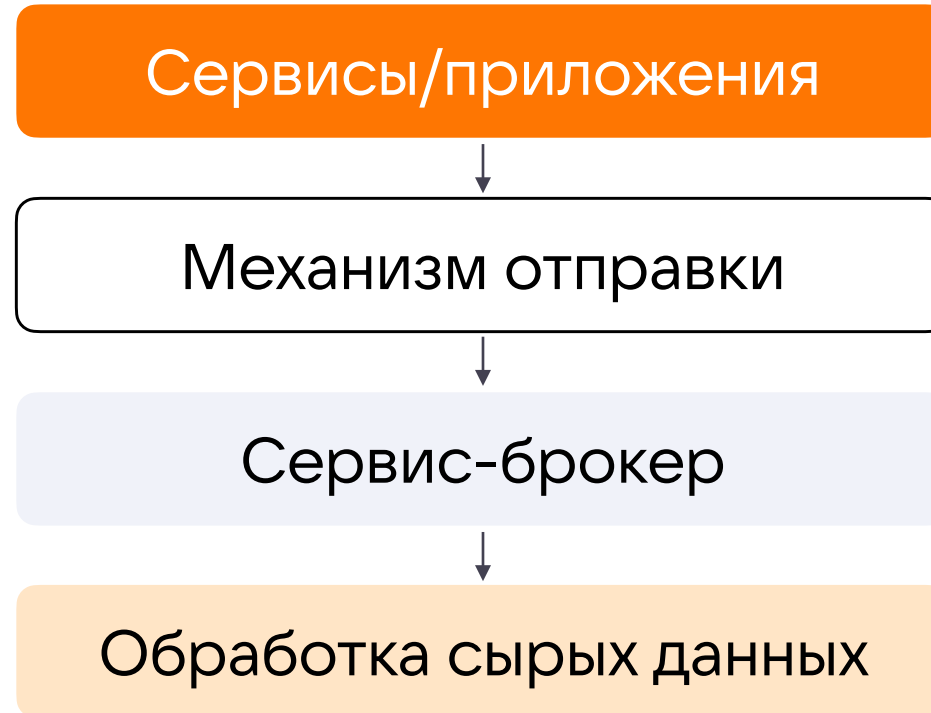 Сервисы/приложения
Механизм отправки
Сервис-брокер
Обработка сырых данных